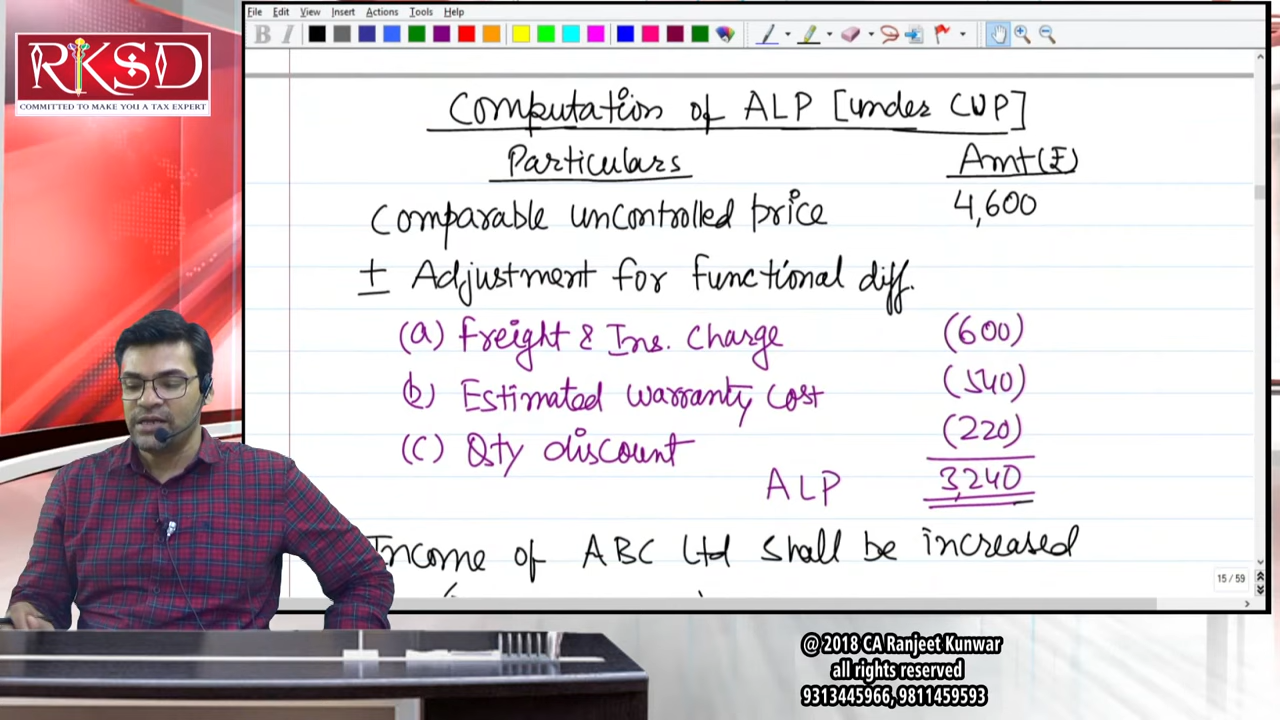 File Edit View Insert Actions Tools Help
B I
RKSD
COMMITTED TO MAKE YOU A TAX EXPERT
Computation of ALP [under CUP]
Particulars Amt(₹)
Comparable uncontrolled price 4,600
± Adjustment for functional diff.
(a) Freight & Ins. Charge (600)
(b) Estimated warranty cost (540)
(c) Qty discount (220)
ALP 3,240
Income of ABC Ltd shall be increased
15 / 59
@ 2018 CA Ranjeet Kunwar
all rights reserved
9313445966, 9811459593